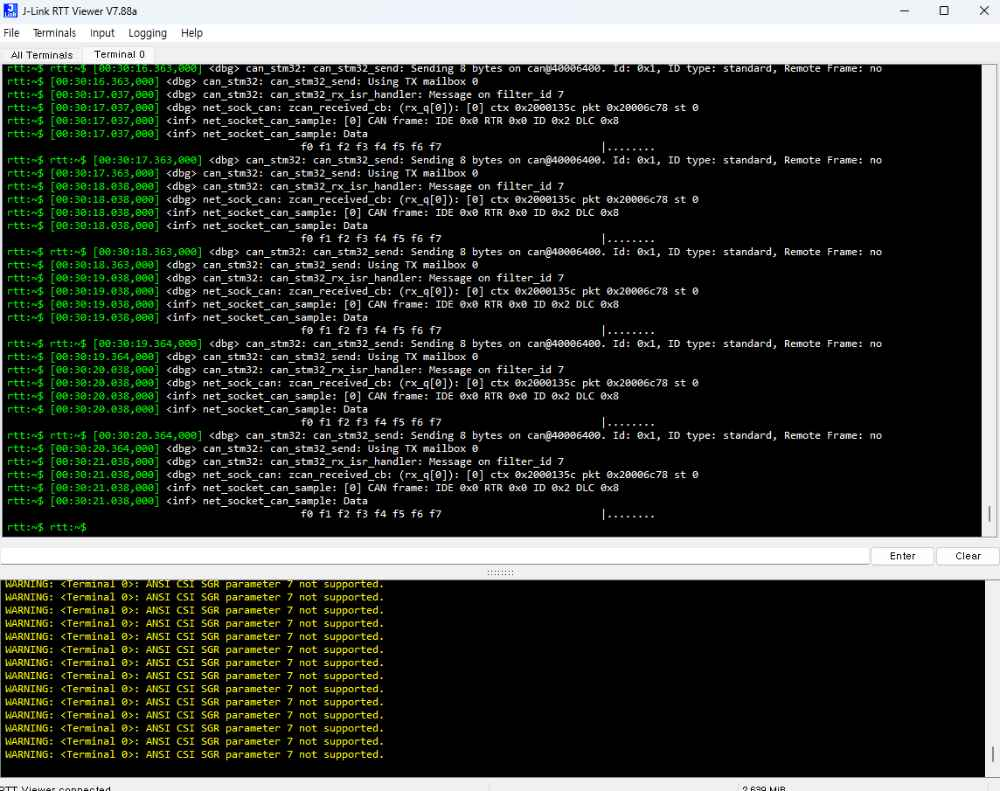 J-Link RTT Viewer V7.88a
File Terminals Input Logging Help
All Terminals Terminal 0
rtt:~$ rtt:~$ [00:30:16.363,000] <dbg> can_stm32: can_stm32_send: Sending 8 bytes on can@40006400. Id: 0x1, ID type: standard, Remote Frame: no
rtt:~$ [00:30:16.363,000] <dbg> can_stm32: can_stm32_send: Using TX mailbox 0
rtt:~$ [00:30:17.037,000] <dbg> can_stm32: can_stm32_rx_isr_handler: Message on filter_id 7
rtt:~$ [00:30:17.037,000] <dbg> net_sock_can: zcan_received_cb: (rx_q[0]): [0] ctx 0x2000135c pkt 0x20006c78 st 0
rtt:~$ [00:30:17.037,000] <inf> net_socket_can_sample: [0] CAN frame: IDE 0x0 RTR 0x0 ID 0x2 DLC 0x8
rtt:~$ [00:30:17.037,000] <inf> net_socket_can_sample: Data
f0 f1 f2 f3 f4 f5 f6 f7 |........
rtt:~$ rtt:~$ [00:30:17.363,000] <dbg> can_stm32: can_stm32_send: Sending 8 bytes on can@40006400. Id: 0x1, ID type: standard, Remote Frame: no
rtt:~$ [00:30:17.363,000] <dbg> can_stm32: can_stm32_send: Using TX mailbox 0
rtt:~$ [00:30:18.038,000] <dbg> can_stm32: can_stm32_rx_isr_handler: Message on filter_id 7
rtt:~$ [00:30:18.038,000] <dbg> net_sock_can: zcan_received_cb: (rx_q[0]): [0] ctx 0x2000135c pkt 0x20006c78 st 0
rtt:~$ [00:30:18.038,000] <inf> net_socket_can_sample: [0] CAN frame: IDE 0x0 RTR 0x0 ID 0x2 DLC 0x8
rtt:~$ [00:30:18.038,000] <inf> net_socket_can_sample: Data
f0 f1 f2 f3 f4 f5 f6 f7 |........
rtt:~$ rtt:~$ [00:30:18.363,000] <dbg> can_stm32: can_stm32_send: Sending 8 bytes on can@40006400. Id: 0x1, ID type: standard, Remote Frame: no
rtt:~$ [00:30:18.363,000] <dbg> can_stm32: can_stm32_send: Using TX mailbox 0
rtt:~$ [00:30:19.038,000] <dbg> can_stm32: can_stm32_rx_isr_handler: Message on filter_id 7
rtt:~$ [00:30:19.038,000] <dbg> net_sock_can: zcan_received_cb: (rx_q[0]): [0] ctx 0x2000135c pkt 0x20006c78 st 0
rtt:~$ [00:30:19.038,000] <inf> net_socket_can_sample: [0] CAN frame: IDE 0x0 RTR 0x0 ID 0x2 DLC 0x8
rtt:~$ [00:30:19.038,000] <inf> net_socket_can_sample: Data
f0 f1 f2 f3 f4 f5 f6 f7 |........
rtt:~$ rtt:~$ [00:30:19.364,000] <dbg> can_stm32: can_stm32_send: Sending 8 bytes on can@40006400. Id: 0x1, ID type: standard, Remote Frame: no
rtt:~$ [00:30:19.364,000] <dbg> can_stm32: can_stm32_send: Using TX mailbox 0
rtt:~$ [00:30:20.038,000] <dbg> can_stm32: can_stm32_rx_isr_handler: Message on filter_id 7
rtt:~$ [00:30:20.038,000] <dbg> net_sock_can: zcan_received_cb: (rx_q[0]): [0] ctx 0x2000135c pkt 0x20006c78 st 0
rtt:~$ [00:30:20.038,000] <inf> net_socket_can_sample: [0] CAN frame: IDE 0x0 RTR 0x0 ID 0x2 DLC 0x8
rtt:~$ [00:30:20.038,000] <inf> net_socket_can_sample: Data
f0 f1 f2 f3 f4 f5 f6 f7 |........
rtt:~$ rtt:~$ [00:30:20.364,000] <dbg> can_stm32: can_stm32_send: Sending 8 bytes on can@40006400. Id: 0x1, ID type: standard, Remote Frame: no
rtt:~$ [00:30:20.364,000] <dbg> can_stm32: can_stm32_send: Using TX mailbox 0
rtt:~$ [00:30:21.038,000] <dbg> can_stm32: can_stm32_rx_isr_handler: Message on filter_id 7
rtt:~$ [00:30:21.038,000] <dbg> net_sock_can: zcan_received_cb: (rx_q[0]): [0] ctx 0x2000135c pkt 0x20006c78 st 0
rtt:~$ [00:30:21.038,000] <inf> net_socket_can_sample: [0] CAN frame: IDE 0x0 RTR 0x0 ID 0x2 DLC 0x8
rtt:~$ [00:30:21.038,000] <inf> net_socket_can_sample: Data
f0 f1 f2 f3 f4 f5 f6 f7 |........
rtt:~$ rtt:~$
Enter Clear
WARNING: <Terminal 0>: ANSI CSI SGR parameter 7 not supported.
WARNING: <Terminal 0>: ANSI CSI SGR parameter 7 not supported.
WARNING: <Terminal 0>: ANSI CSI SGR parameter 7 not supported.
WARNING: <Terminal 0>: ANSI CSI SGR parameter 7 not supported.
WARNING: <Terminal 0>: ANSI CSI SGR parameter 7 not supported.
WARNING: <Terminal 0>: ANSI CSI SGR parameter 7 not supported.
WARNING: <Terminal 0>: ANSI CSI SGR parameter 7 not supported.
WARNING: <Terminal 0>: ANSI CSI SGR parameter 7 not supported.
WARNING: <Terminal 0>: ANSI CSI SGR parameter 7 not supported.
WARNING: <Terminal 0>: ANSI CSI SGR parameter 7 not supported.
WARNING: <Terminal 0>: ANSI CSI SGR parameter 7 not supported.
WARNING: <Terminal 0>: ANSI CSI SGR parameter 7 not supported.
WARNING: <Terminal 0>: ANSI CSI SGR parameter 7 not supported.
WARNING: <Terminal 0>: ANSI CSI SGR parameter 7 not supported.
RTT Viewer connected. 2.639 MiB